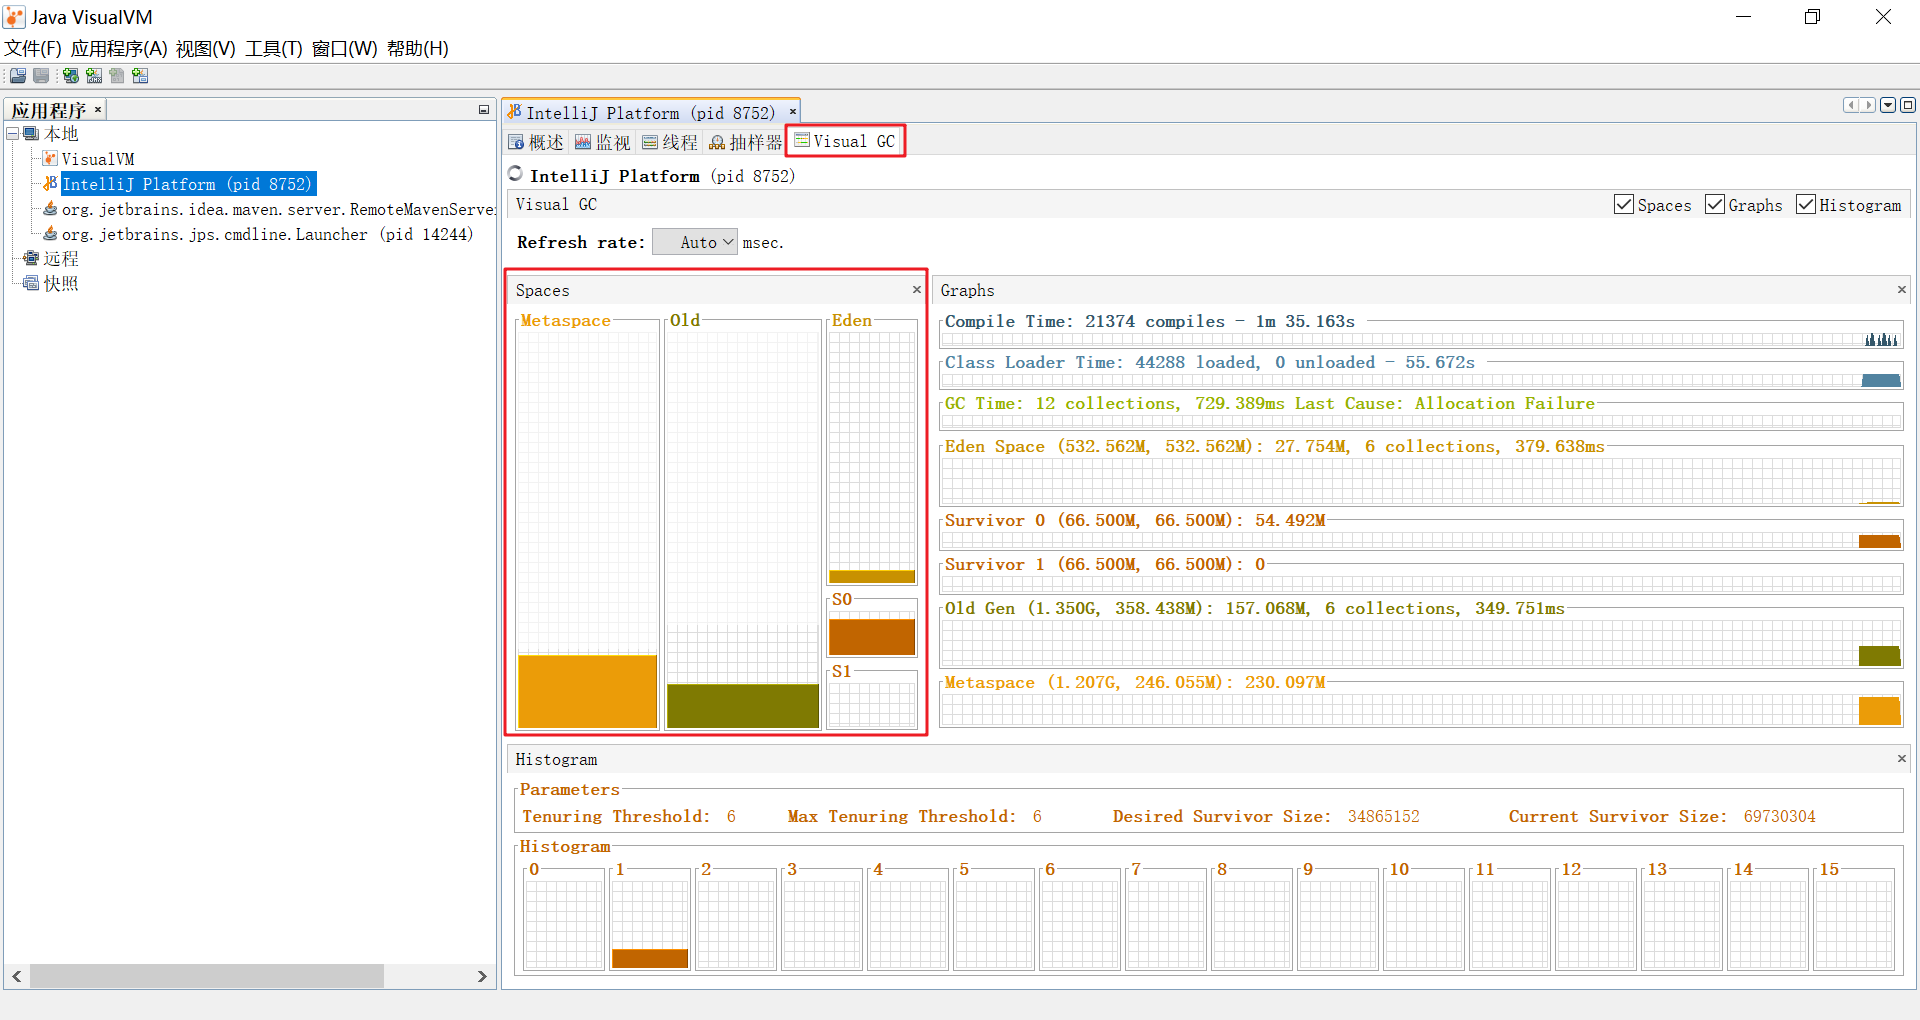 Java VisualVM
文件(F) 应用程序(A) 视图(V) 工具(T) 窗口(W) 帮助(H)
应用程序
本地
VisualVM
IntelliJ Platform (pid 8752)
org.jetbrains.idea.maven.server.RemoteMavenServer
org.jetbrains.jps.cmdline.Launcher (pid 14244)
远程
快照
IntelliJ Platform (pid 8752)
概述 监视 线程 抽样器 Visual GC
IntelliJ Platform (pid 8752)
Visual GC
Spaces Graphs Histogram
Refresh rate: Auto msec.
Spaces
Metaspace Old Eden
S0
S1
Graphs
Compile Time: 21374 compiles - 1m 35.163s
Class Loader Time: 44288 loaded, 0 unloaded - 55.672s
GC Time: 12 collections, 729.389ms Last Cause: Allocation Failure
Eden Space (532.562M, 532.562M): 27.754M, 6 collections, 379.638ms
Survivor 0 (66.500M, 66.500M): 54.492M
Survivor 1 (66.500M, 66.500M): 0
Old Gen (1.350G, 358.438M): 157.068M, 6 collections, 349.751ms
Metaspace (1.207G, 246.055M): 230.097M
Histogram
Parameters
Tenuring Threshold: 6 Max Tenuring Threshold: 6 Desired Survivor Size: 34865152 Current Survivor Size: 69730304
Histogram
0 1 2 3 4 5 6 7 8 9 10 11 12 13 14 15